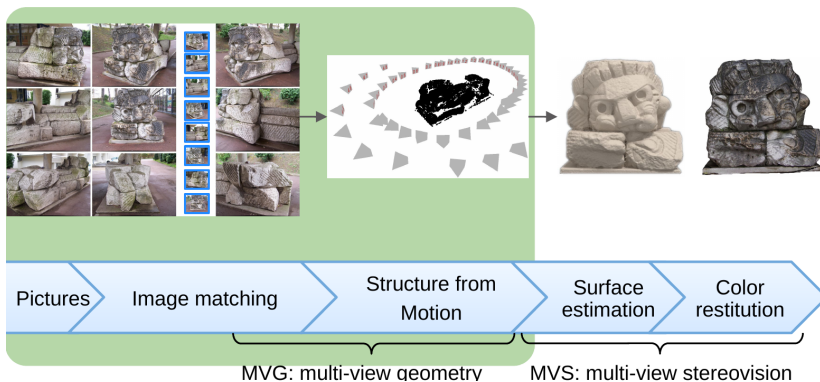 Pictures
Image matching
Structure from
Motion
Surface
estimation
Color
restitution
MVG: multi-view geometry
MVS: multi-view stereovision